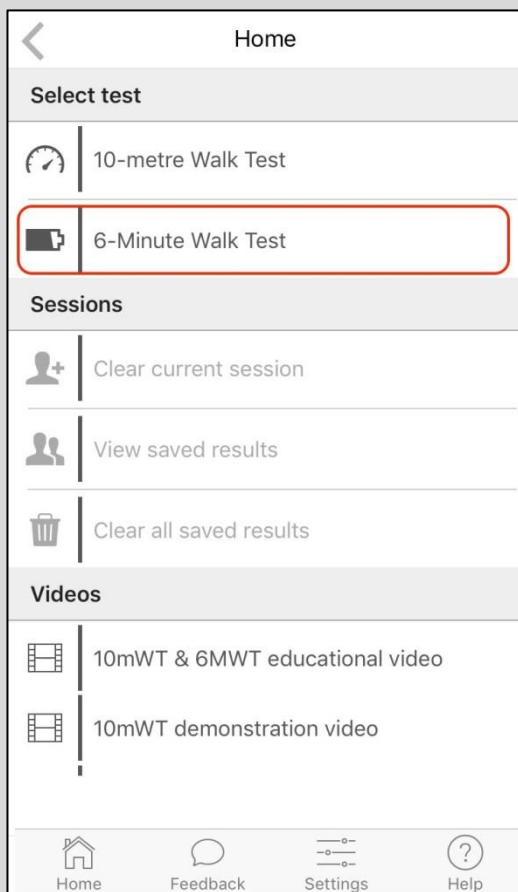 Home
Select test
10-metre Walk Test
6-Minute Walk Test
Sessions
Clear current session
View saved results
Clear all saved results
Videos
10mWT & 6MWT educational video
10mWT demonstration video
Home Feedback Settings Help